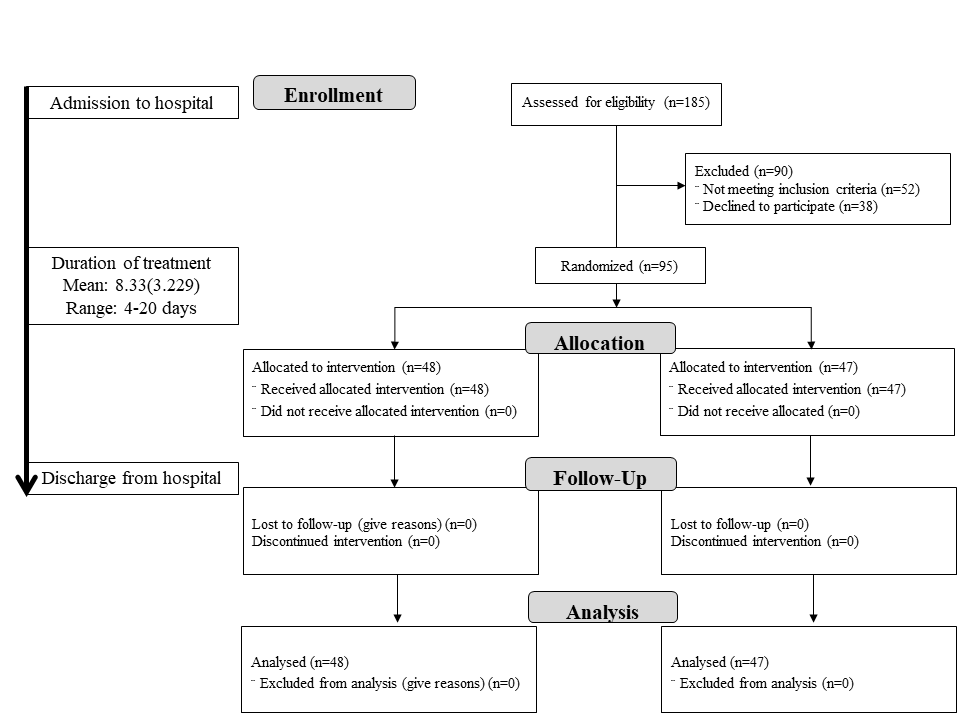 Enrollment
Admission to hospital
Assessed for eligibility (n=185)
Excluded (n=90)
¨ Not meeting inclusion criteria (n=52)
¨ Declined to participate (n=38)
Duration of treatment
Mean: 8.33(3.229)
Range: 4-20 days
Randomized (n=95)
Allocation
Allocated to intervention (n=48)
¨ Received allocated intervention (n=48)
¨ Did not receive allocated intervention (n=0)
Allocated to intervention (n=47)
¨ Received allocated intervention (n=47)
¨ Did not receive allocated (n=0)
Discharge from hospital
Follow-Up
Lost to follow-up (give reasons) (n=0)
Discontinued intervention (n=0)
Lost to follow-up (n=0)
Discontinued intervention (n=0)
Analysis
Analysed (n=48)
¨ Excluded from analysis (give reasons) (n=0)
Analysed (n=47)
¨ Excluded from analysis (n=0)